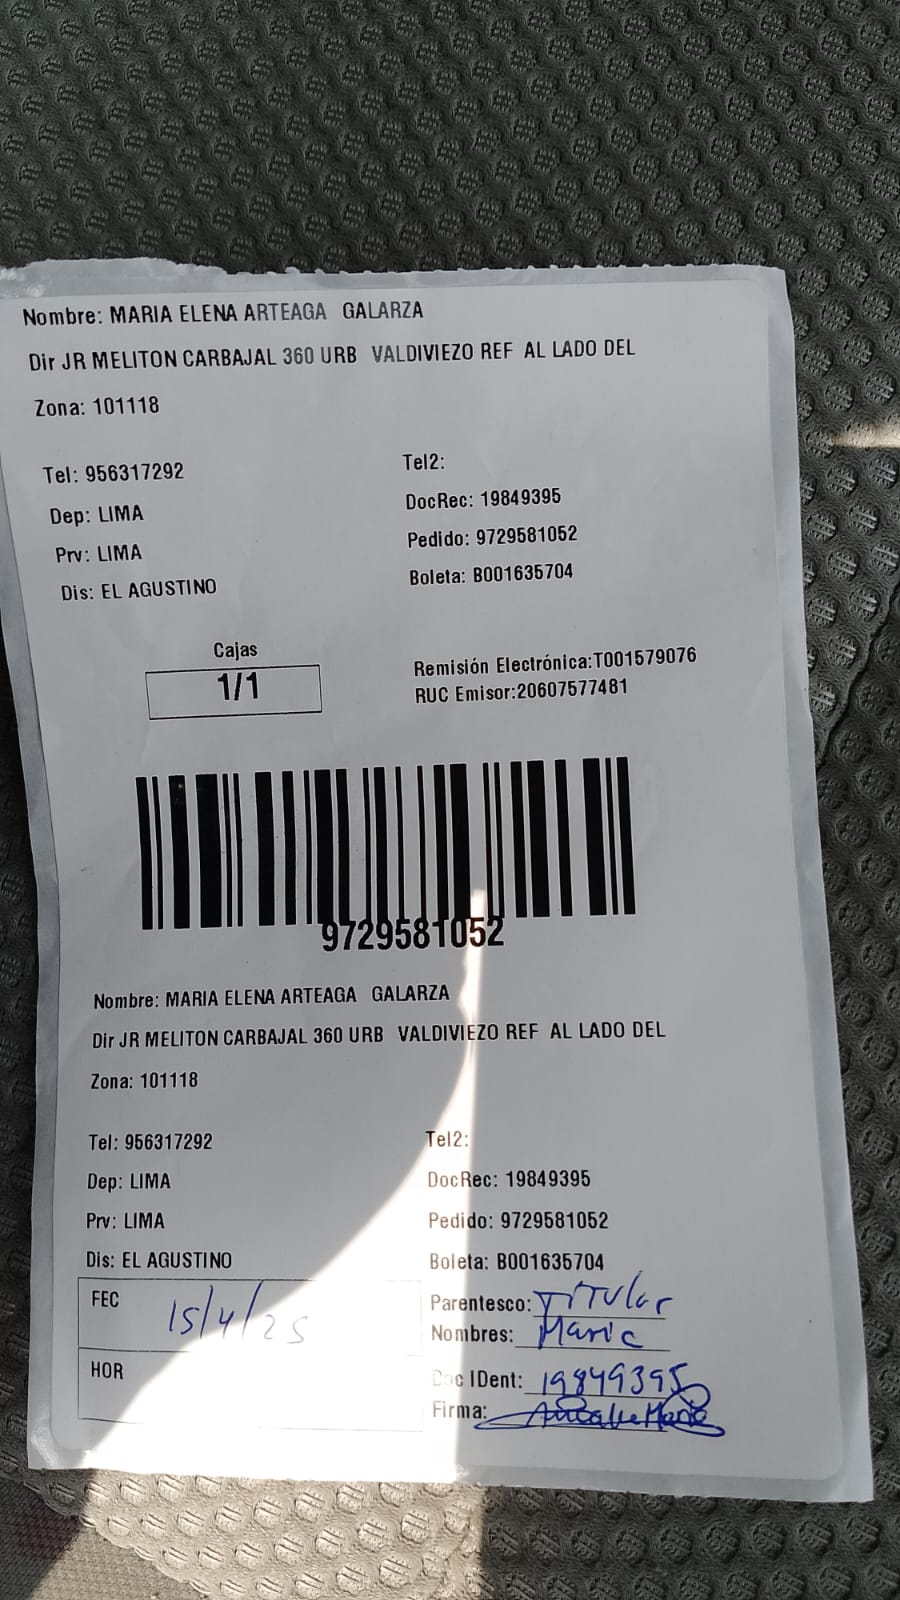 Nombre: MARIA ELENA ARTEAGA GALARZA
Dir JR MELITON CARBAJAL 360 URB VALDIVIEZO REF AL LADO DEL
Zona: 101118
Tel: 956317292
Tel2:
Dep: LIMA
DocRec: 19849395
Prv: LIMA
Pedido: 9729581052
Dis: EL AGUSTINO
Boleta: B001635704
Cajas
1/1
Remisión Electrónica:T001579076
RUC Emisor:20607577481
9729581052
Nombre: MARIA ELENA ARTEAGA GALARZA
Dir JR MELITON CARBAJAL 360 URB VALDIVIEZO REF AL LADO DEL
Zona: 101118
Tel: 956317292
Tel2:
Dep: LIMA
DocRec: 19849395
Prv: LIMA
Pedido: 9729581052
Dis: EL AGUSTINO
Boleta: B001635704
FEC 15/4/25
Parentesco: Titular
Nombres: Maria
HOR
Doc IDent: 19849395
Firma: